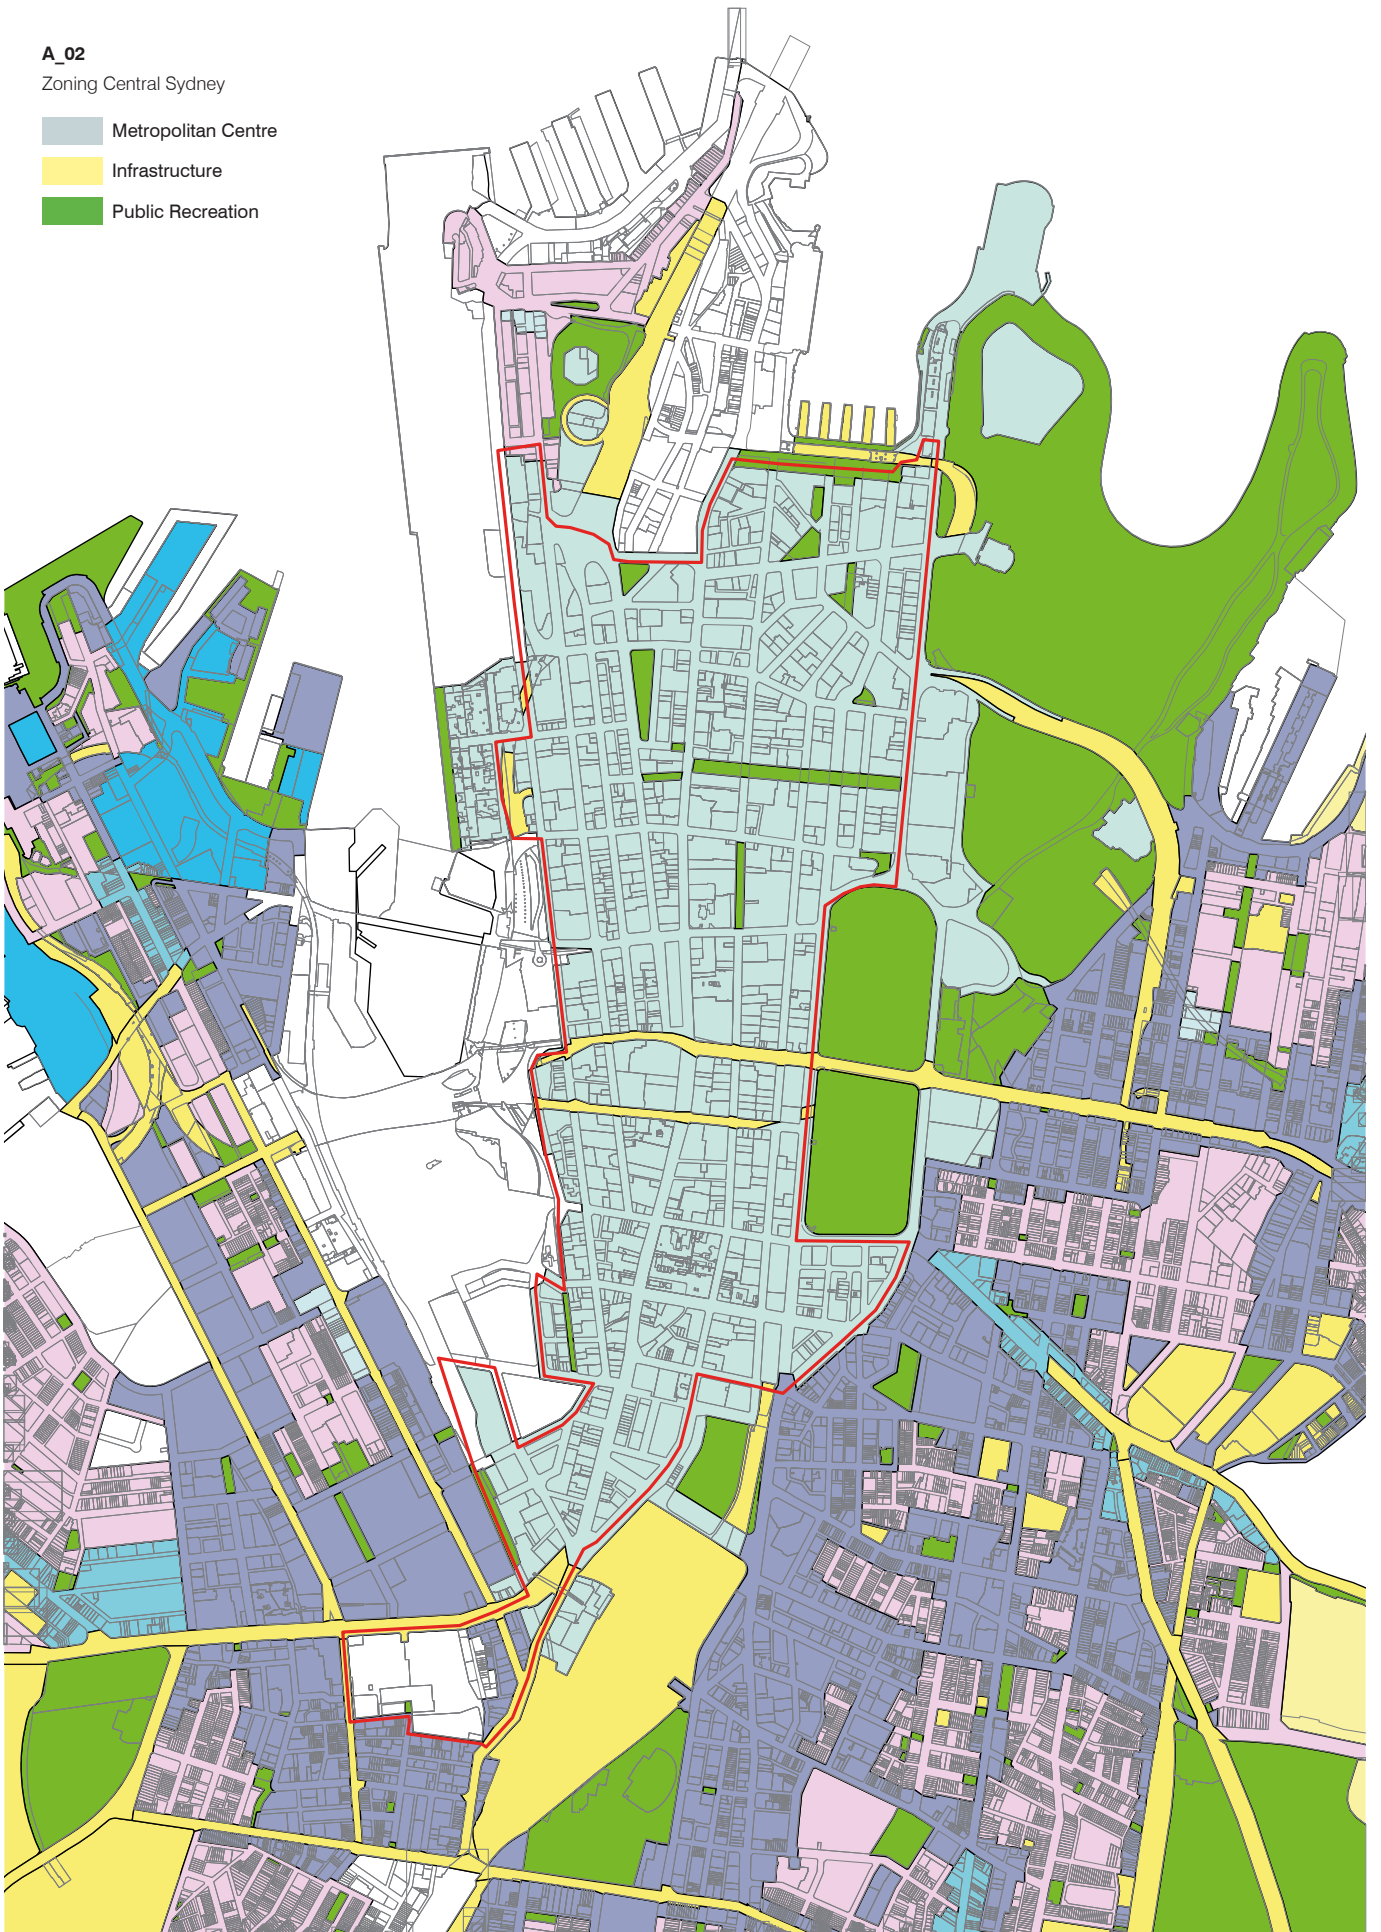 A_02
Zoning Central Sydney
Metropolitan Centre
Infrastructure
Public Recreation